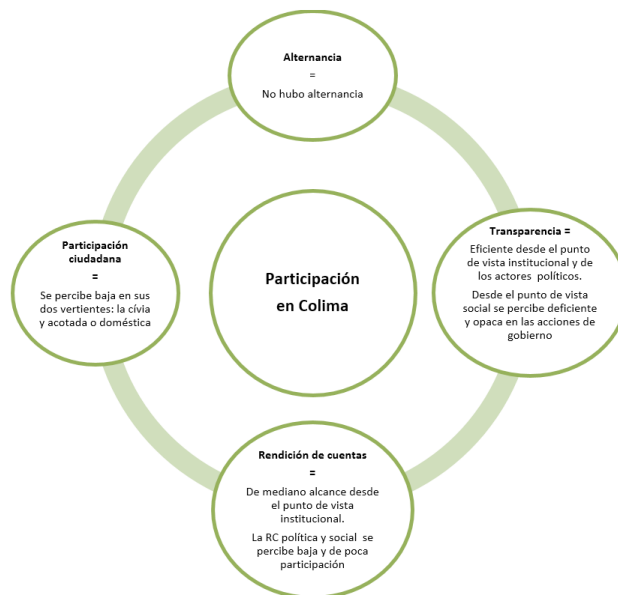 Alternancia
=
No hubo alternancia
Transparencia =
Eficiente desde el punto
de vista institucional y de
los actores políticos.
Desde el punto de vista
social se percibe deficiente
y opaca en las acciones de
gobierno
Participación
ciudadana
=
Se percibe baja en sus
dos vertientes: la cívia
y acotada o doméstica
Participación
en Colima
Rendición de cuentas
=
De mediano alcance desde
el punto de vista
institucional.
La RC política y social se
percibe baja y de poca
participación